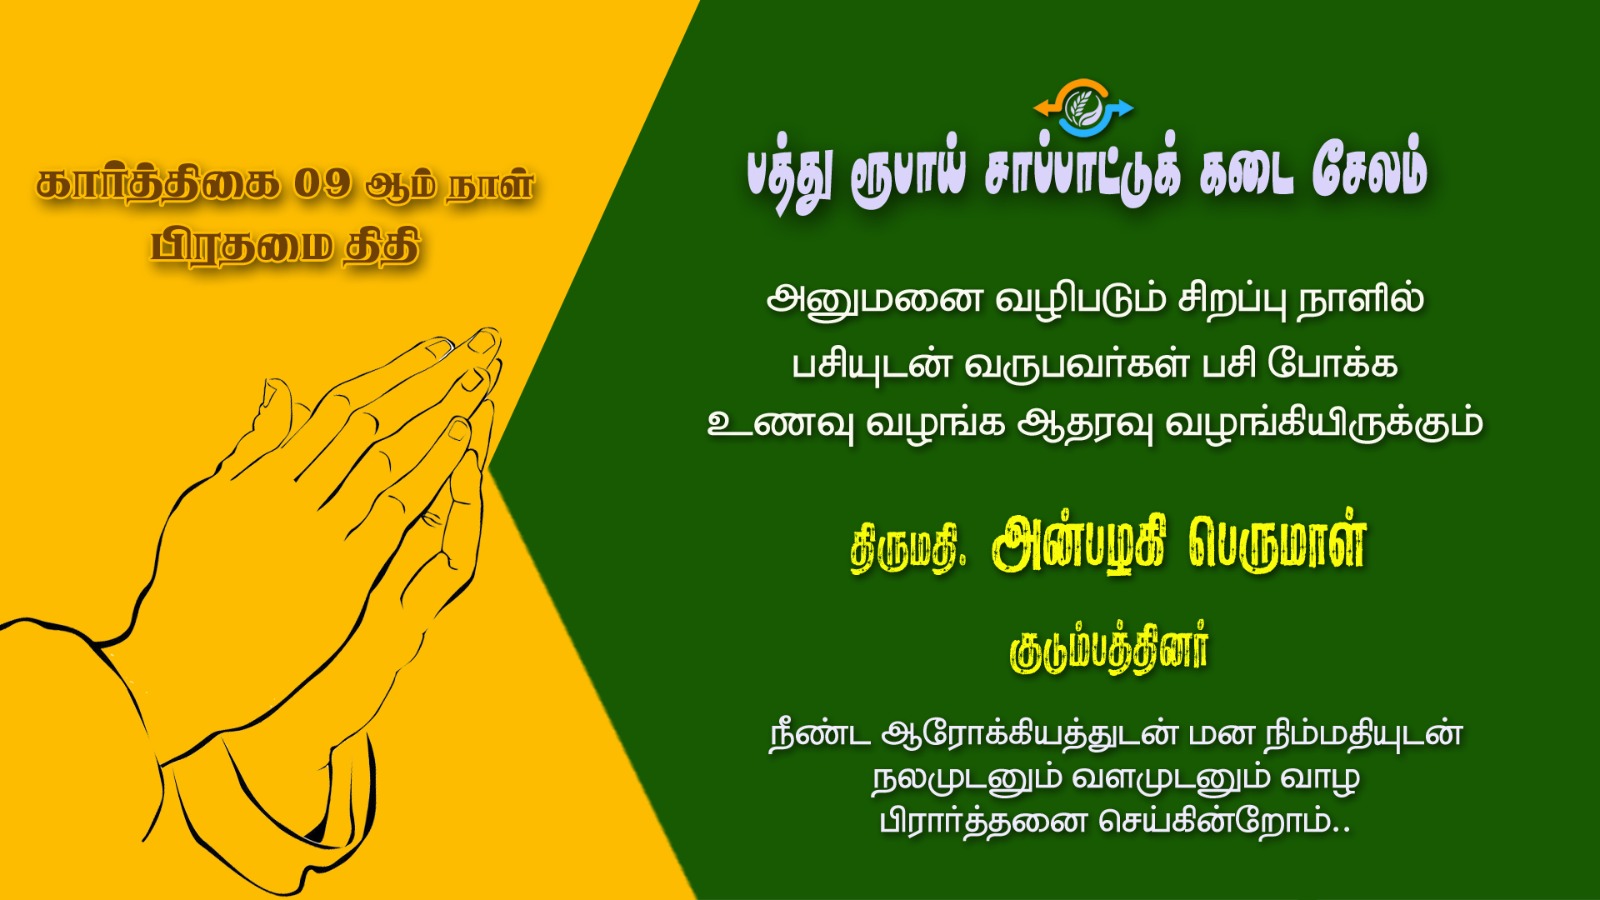 கார்த்திகை 09 ஆம் நாள்
பிரதமை திதி
பத்து ரூபாய் சாப்பாட்டுக் கடை சேலம்
அனுமனை வழிபடும் சிறப்பு நாளில்
பசியுடன் வருபவர்கள் பசி போக்க
உணவு வழங்க ஆதரவு வழங்கியிருக்கும்
திருமதி. அன்பழகி பெருமாள்
குடும்பத்தினர்
நீண்ட ஆரோக்கியத்துடன் மன நிம்மதியுடன்
நலமுடனும் வளமுடனும் வாழ
பிரார்த்தனை செய்கின்றோம்..